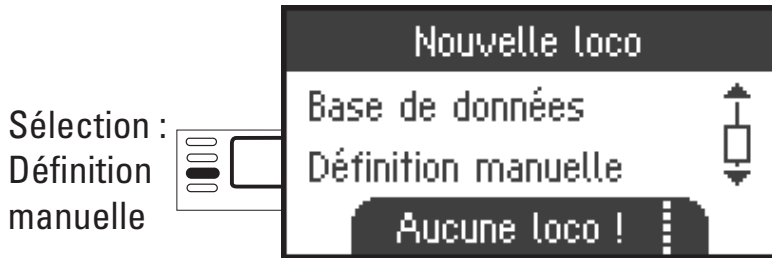 Nouvelle loco
Base de données
Sélection :
Définition
manuelle
Définition manuelle
Aucune loco !